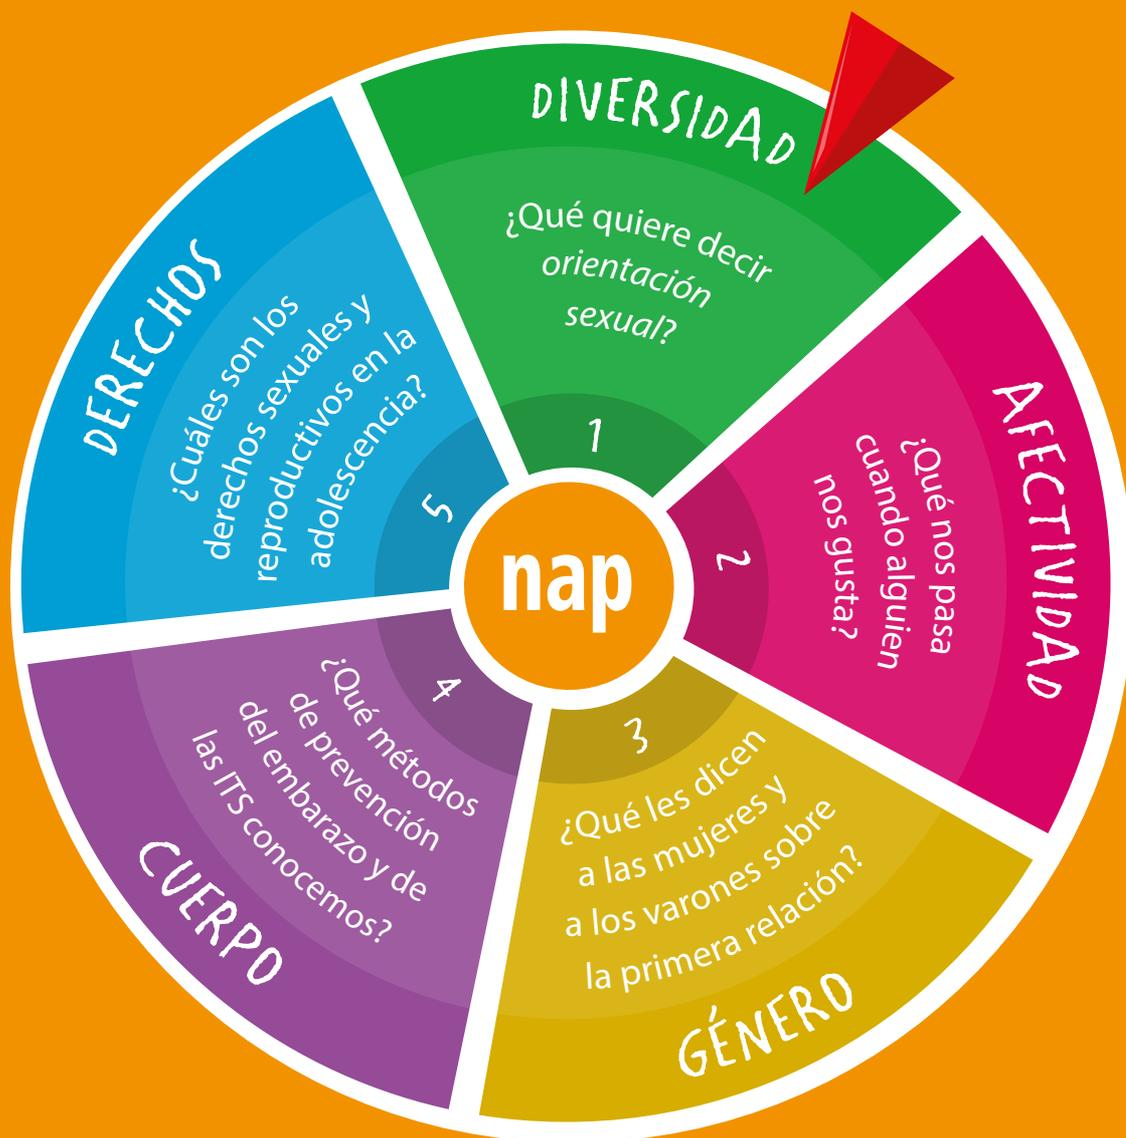 DIVERSIDAD
¿Qué quiere decir
orientación
sexual?
1
AFECTIVIDAD
¿Qué nos pasa
cuando alguien
nos gusta?
2
3
¿Qué les dicen
a las mujeres y
a los varones sobre
la primera relación?
GÉNERO
4
¿Qué métodos
de prevención
del embarazo y de
las ITS conocemos?
CUERPO
DERECHOS
¿Cuáles son los
derechos sexuales y
reproductivos en la
adolescencia?
5
nap